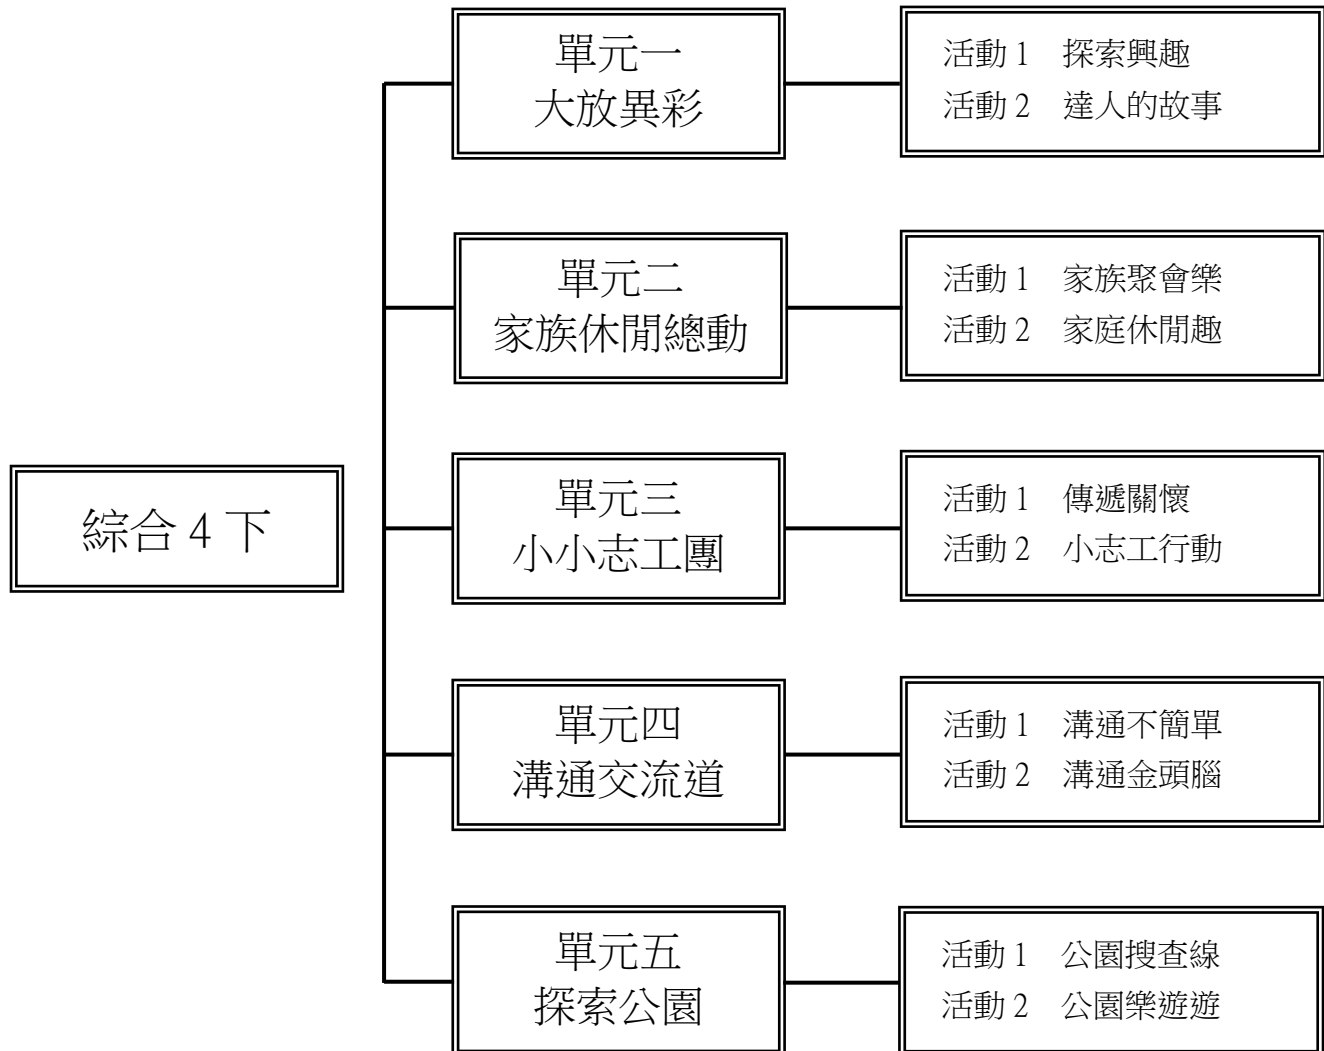 綜合 4 下
單元一
大放異彩
活動 1　探索興趣
活動 2　達人的故事
單元二
家族休閒總動
活動 1　家族聚會樂
活動 2　家庭休閒趣
單元三
小小志工團
活動 1　傳遞關懷
活動 2　小志工行動
單元四
溝通交流道
活動 1　溝通不簡單
活動 2　溝通金頭腦
單元五
探索公園
活動 1　公園搜查線
活動 2　公園樂遊遊